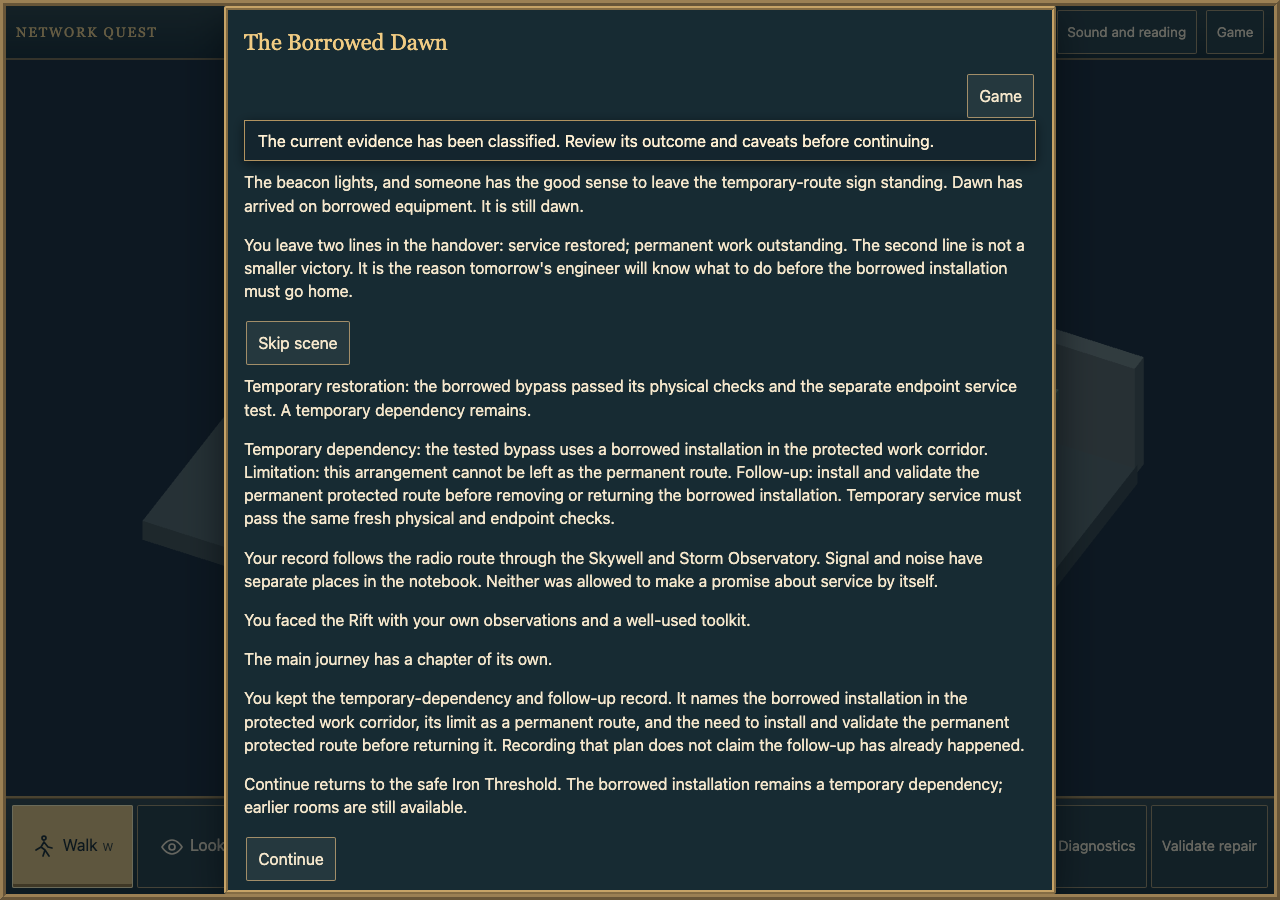 NETWORK QUEST
Sound and reading
Game
The Borrowed Dawn
Game
The current evidence has been classified. Review its outcome and caveats before continuing.
The beacon lights, and someone has the good sense to leave the temporary-route sign standing. Dawn has
arrived on borrowed equipment. It is still dawn.
You leave two lines in the handover: service restored; permanent work outstanding. The second line is not a
smaller victory. It is the reason tomorrow's engineer will know what to do before the borrowed installation
must go home.
Skip scene
Temporary restoration: the borrowed bypass passed its physical checks and the separate endpoint service
test. A temporary dependency remains.
Temporary dependency: the tested bypass uses a borrowed installation in the protected work corridor.
Limitation: this arrangement cannot be left as the permanent route. Follow-up: install and validate the
permanent protected route before removing or returning the borrowed installation. Temporary service must
pass the same fresh physical and endpoint checks.
Your record follows the radio route through the Skywell and Storm Observatory. Signal and noise have
separate places in the notebook. Neither was allowed to make a promise about service by itself.
You faced the Rift with your own observations and a well-used toolkit.
The main journey has a chapter of its own.
You kept the temporary-dependency and follow-up record. It names the borrowed installation in the
protected work corridor, its limit as a permanent route, and the need to install and validate the permanent
protected route before returning it. Recording that plan does not claim the follow-up has already happened.
Continue returns to the safe Iron Threshold. The borrowed installation remains a temporary dependency;
earlier rooms are still available.
Continue
Walk W
Look
Diagnostics
Validate repair